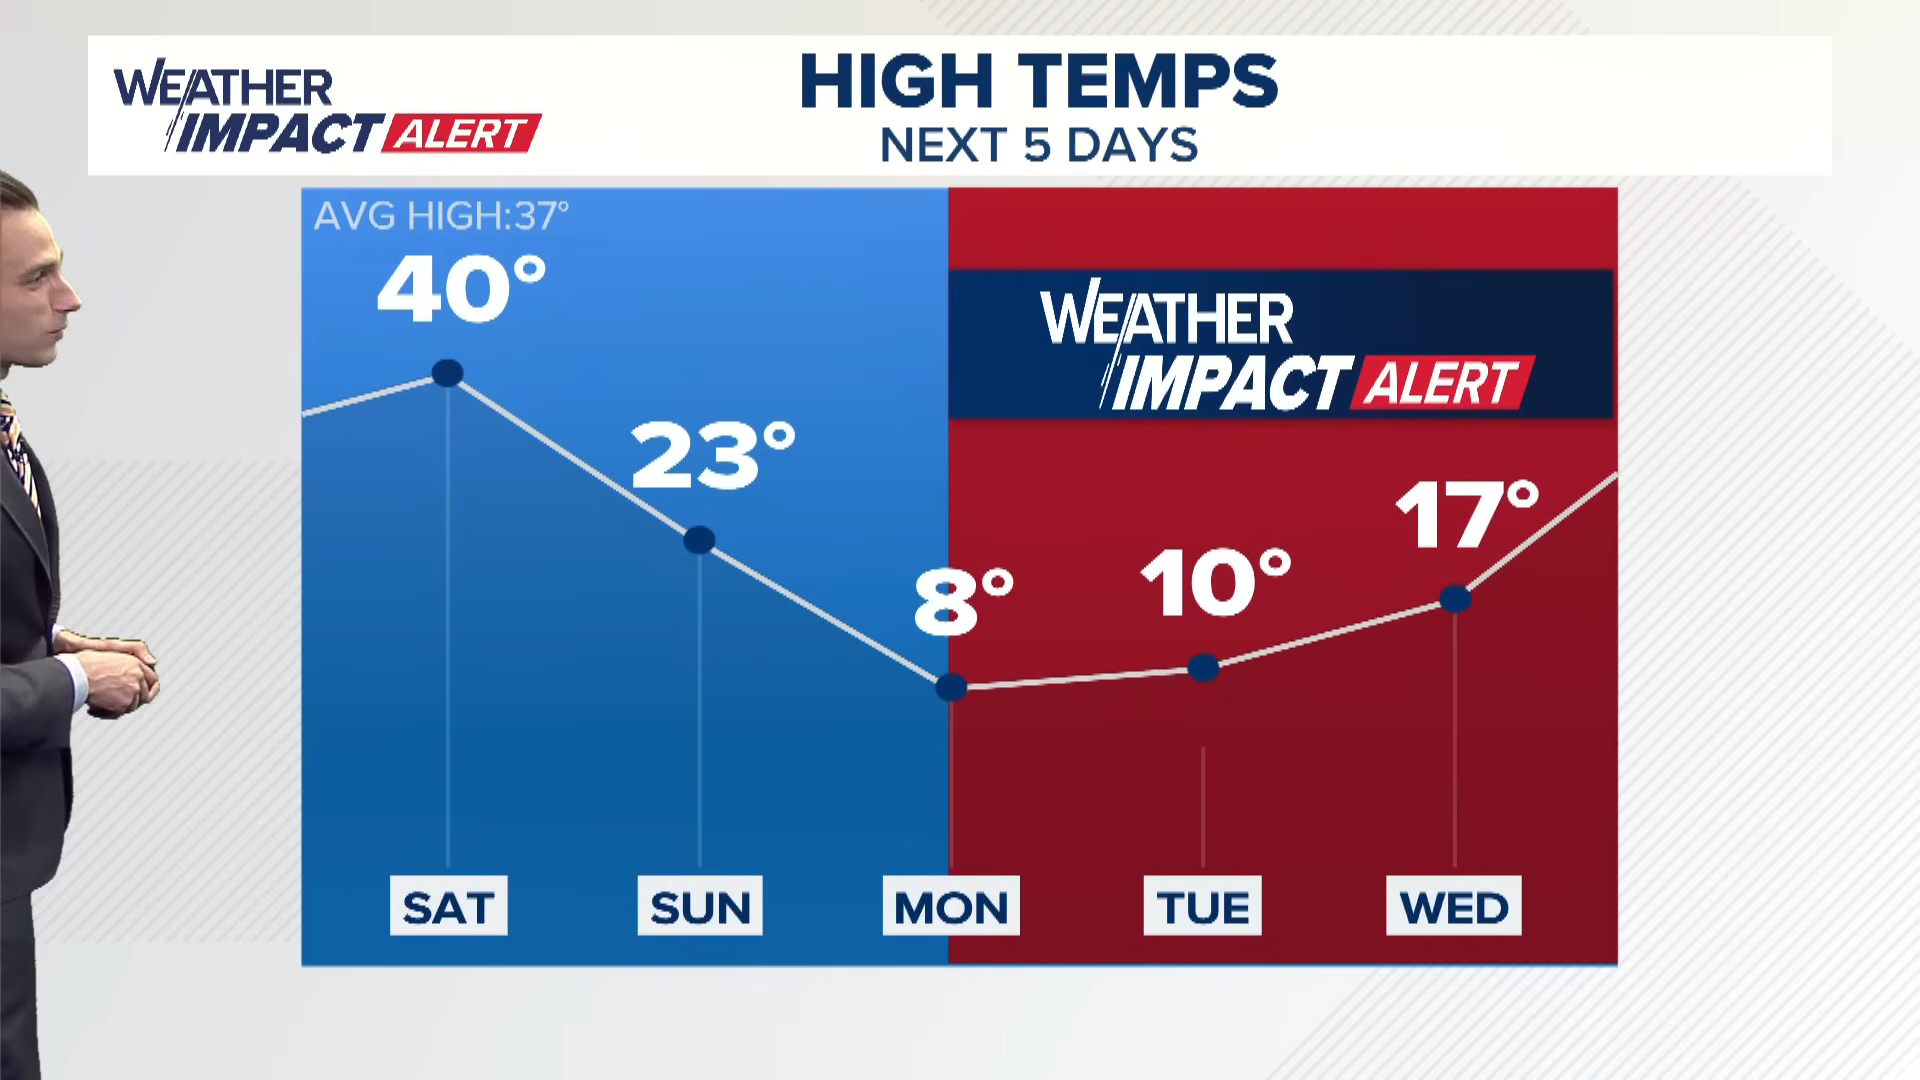 WEATHER
IMPACT ALERT
HIGH TEMPS
NEXT 5 DAYS
AVG HIGH:37°
40°
23°
8°
10°
17°
WEATHER
IMPACT ALERT
SAT
SUN
MON
TUE
WED